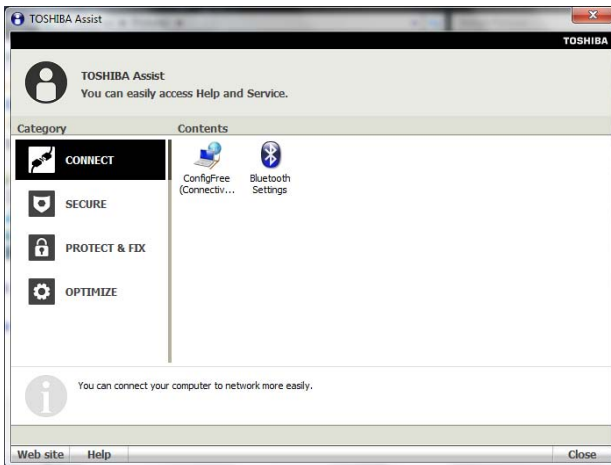 TOSHIBA Assist
TOSHIBA
TOSHIBA Assist
You can easily access Help and Service.
Category
Contents
CONNECT
SECURE
PROTECT & FIX
OPTIMIZE
ConfigFree
(Connectiv...
Bluetooth
Settings
You can connect your computer to network more easily.
Web site
Help
Close